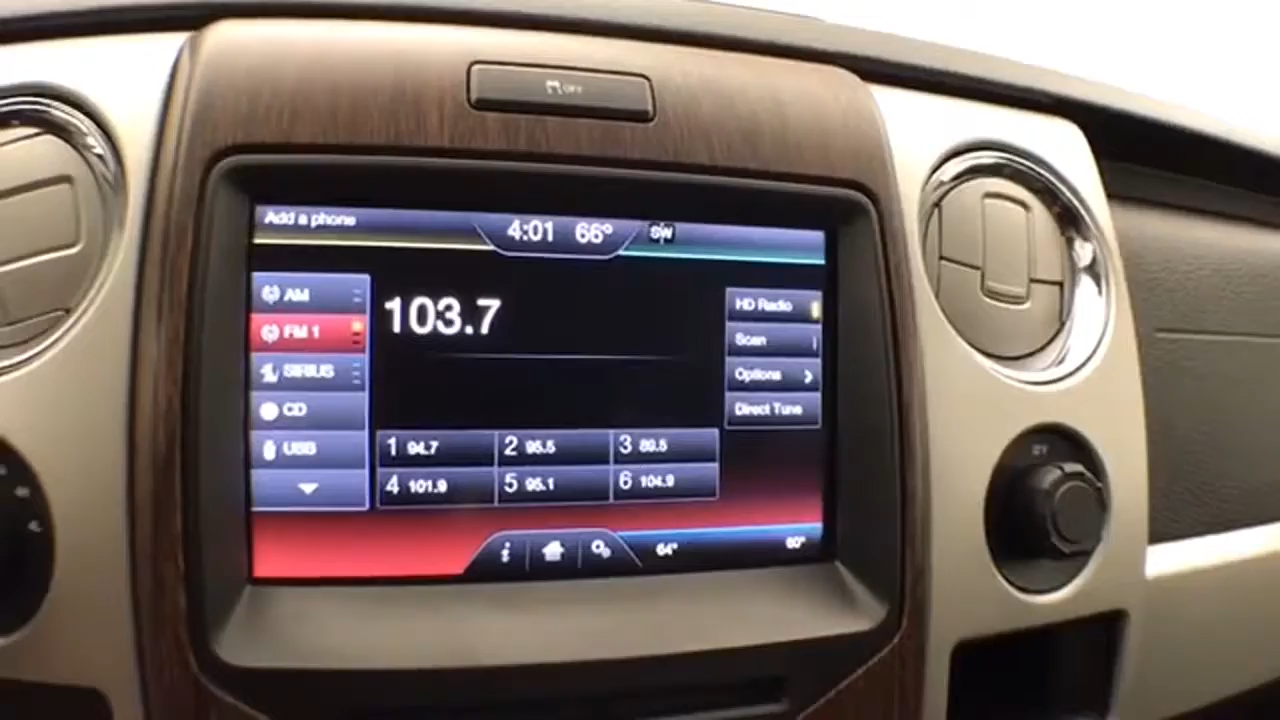 OFF
Add a phone 4:01 66° SW
AM
FM 1
SIRIUS
CD
USB
103.7
HD Radio
Scan
Options
Direct Tune
1 94.7 2 95.5 3 89.5
4 101.9 5 95.1 6 104.9
i
64° 60°